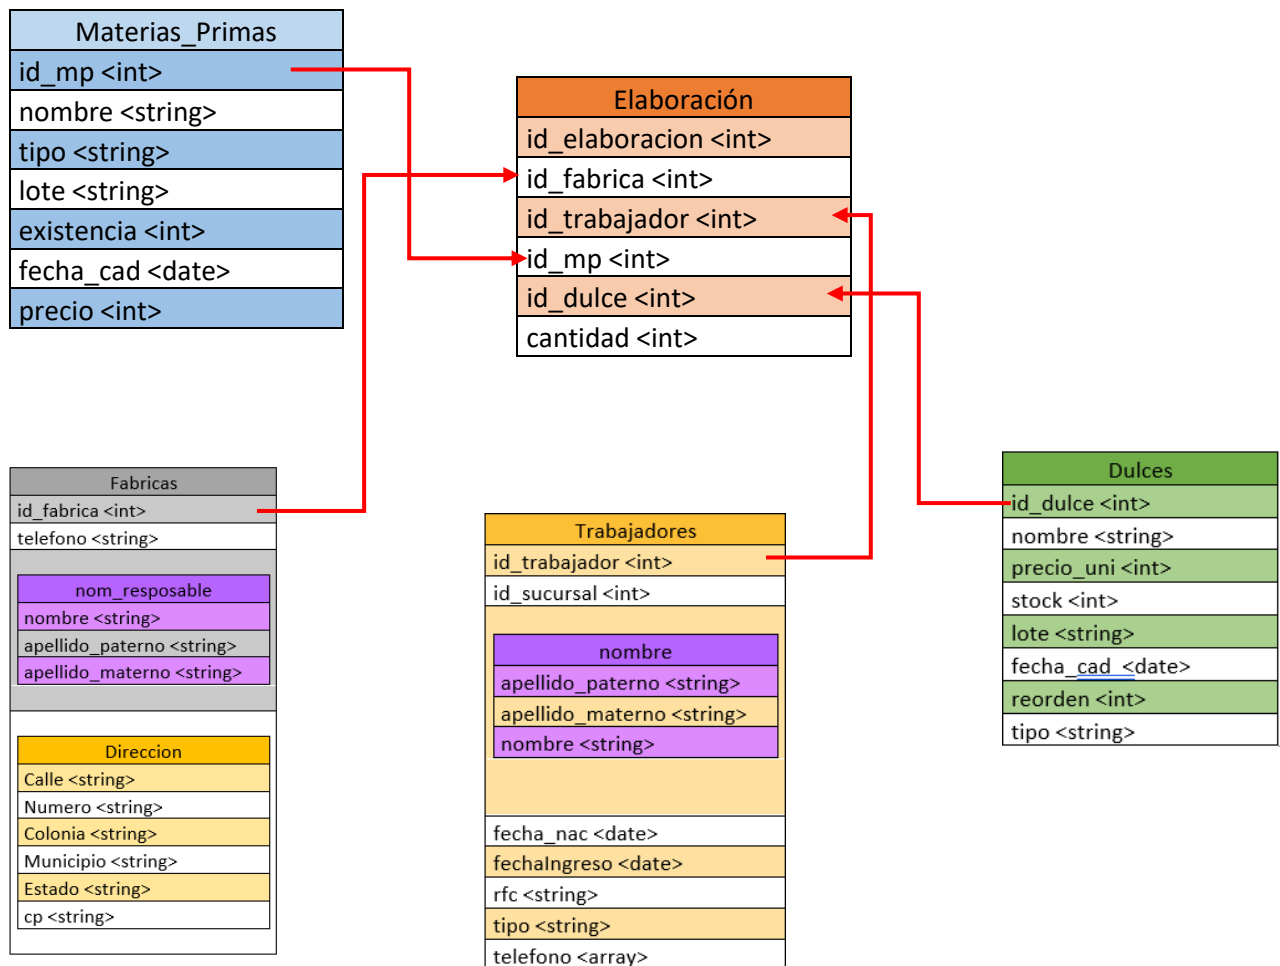 Materias_Primas
id_mp <int>
nombre <string>
tipo <string>
lote <string>
existencia <int>
fecha_cad <date>
precio <int>
Elaboración
id_elaboracion <int>
id_fabrica <int>
id_trabajador <int>
id_mp <int>
id_dulce <int>
cantidad <int>
Fabricas
id_fabrica <int>
telefono <string>
nom_resposable
nombre <string>
apellido_paterno <string>
apellido_materno <string>
Direccion
Calle <string>
Numero <string>
Colonia <string>
Municipio <string>
Estado <string>
cp <string>
Trabajadores
id_trabajador <int>
id_sucursal <int>
nombre
apellido_paterno <string>
apellido_materno <string>
nombre <string>
fecha_nac <date>
fechaIngreso <date>
rfc <string>
tipo <string>
telefono <array>
Dulces
id_dulce <int>
nombre <string>
precio_uni <int>
stock <int>
lote <string>
fecha_cad <date>
reorden <int>
tipo <string>